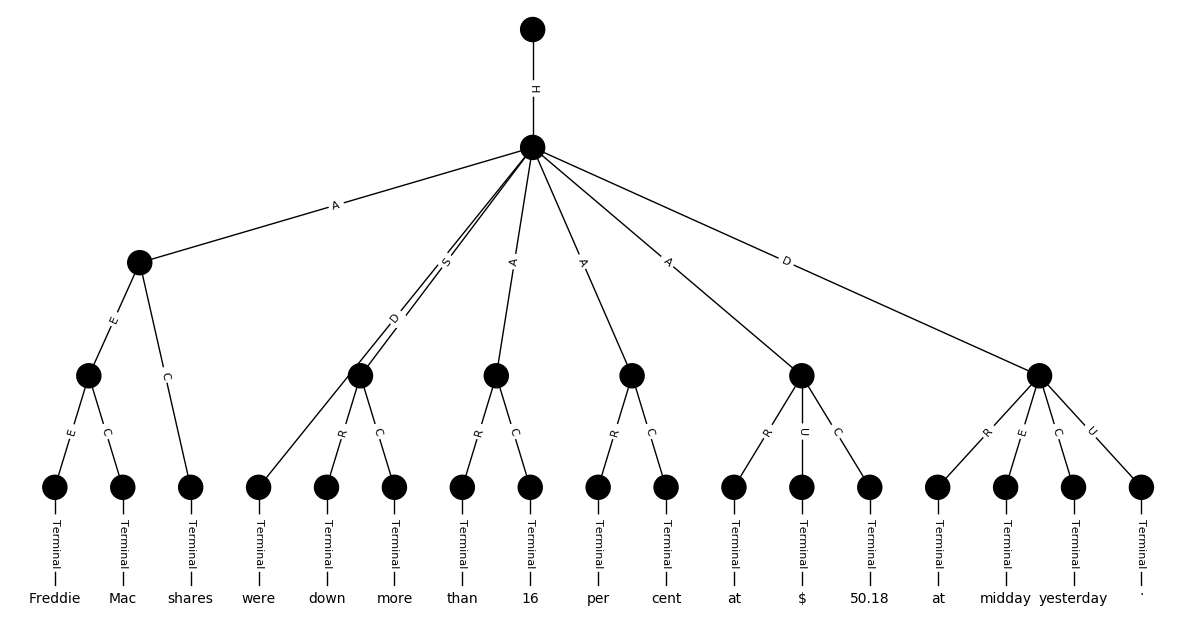 H
A
S
A
A
A
D
D
E
C
E
C
R
C
R
C
R
C
R
U
C
R
E
C
U
Terminal Terminal Terminal Terminal Terminal Terminal Terminal Terminal Terminal Terminal Terminal Terminal Terminal Terminal Terminal Terminal Terminal
Freddie Mac shares were down more than 16 per cent at $ 50.18 at midday yesterday .